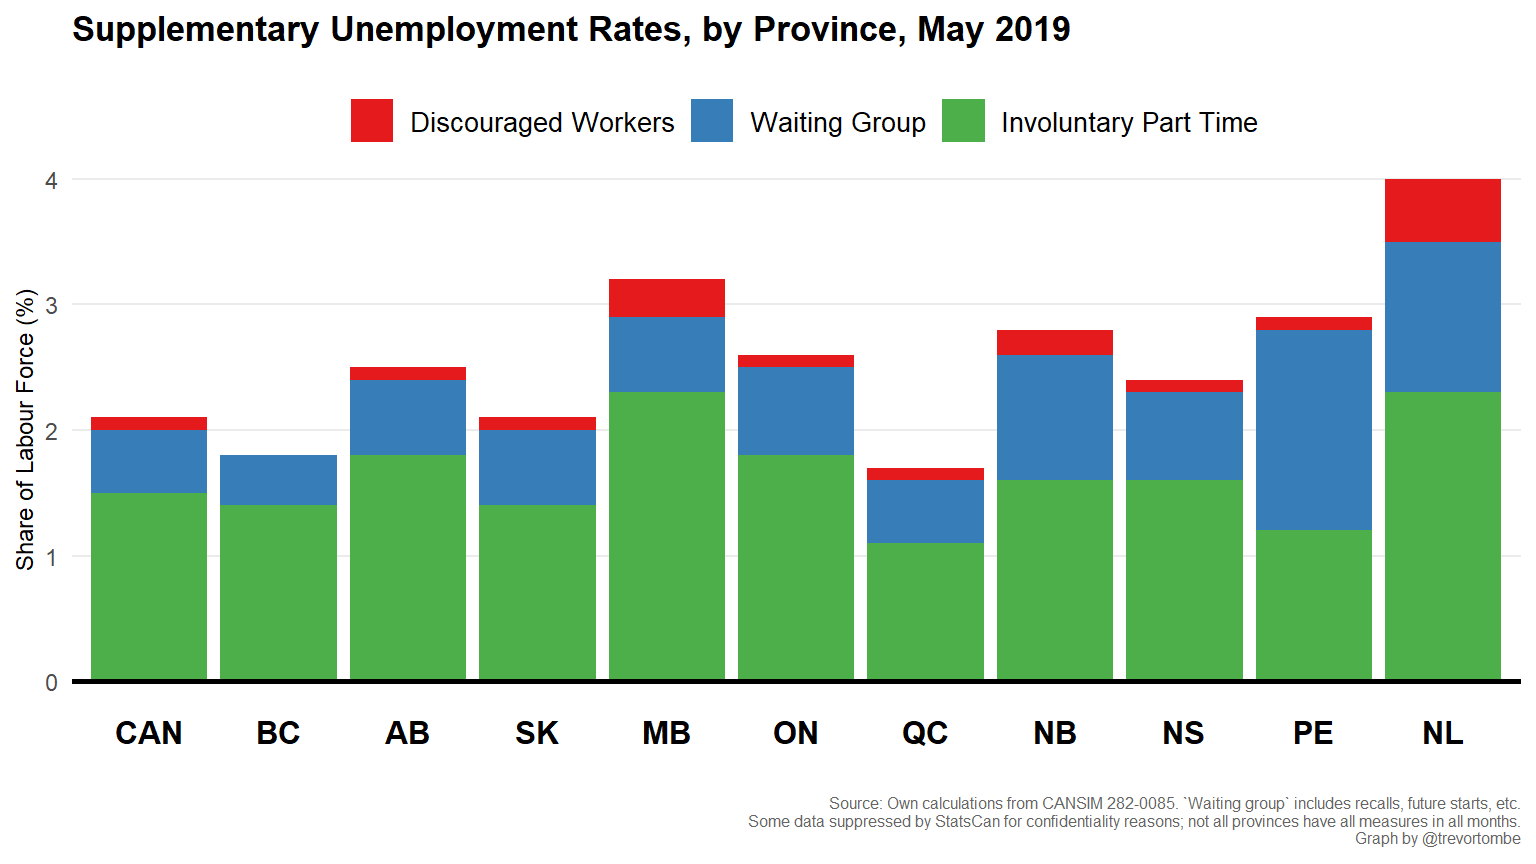 Supplementary Unemployment Rates, by Province, May 2019
Discouraged Workers Waiting Group Involuntary Part Time
Share of Labour Force (%)
4
3
2
1
0
CAN BC AB SK MB ON QC NB NS PE NL
Source: Own calculations from CANSIM 282-0085. `Waiting group` includes recalls, future starts, etc.
Some data suppressed by StatsCan for confidentiality reasons; not all provinces have all measures in all months.
Graph by @trevortombe